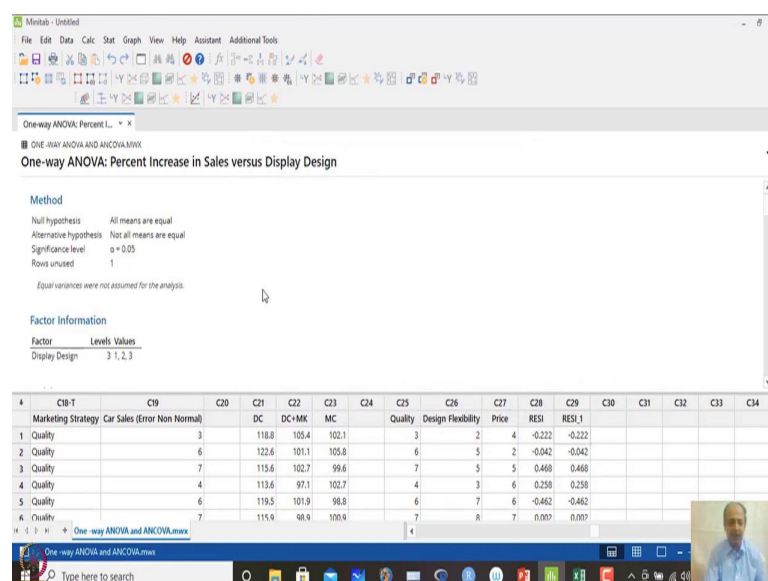 Minitab - Untitled
File Edit Data Calc Stat Graph View Help Assistant Additional Tools
One-way ANOVA: Percent I...
ONE -WAY ANOVA AND ANCOVA.MWX
One-way ANOVA: Percent Increase in Sales versus Display Design
Method
Null hypothesis All means are equal
Alternative hypothesis Not all means are equal
Significance level α = 0.05
Rows unused 1
Equal variances were not assumed for the analysis.
Factor Information
Factor Levels Values
Display Design 3 1, 2, 3
C18-T C19 C20 C21 C22 C23 C24 C25 C26 C27 C28 C29 C30 C31 C32 C33 C34
Marketing Strategy Car Sales (Error Non Normal) DC DC+MK MC Quality Design Flexibility Price RESI RESI_1
1 Quality 3 118.8 105.4 102.1 3 2 4 -0.222 -0.222
2 Quality 6 122.6 101.1 105.8 6 5 2 -0.042 -0.042
3 Quality 7 115.6 102.7 99.6 7 5 5 0.468 0.468
4 Quality 4 113.6 97.1 102.7 4 3 6 0.258 0.258
5 Quality 6 119.5 101.9 98.8 6 7 6 -0.462 -0.462
6 Quality 7 115.9 98.9 100.9 7 8 7 0.002 0.002
One -way ANOVA and ANCOVA.mwx
One -way ANOVA and ANCOVA.mwx
Type here to search